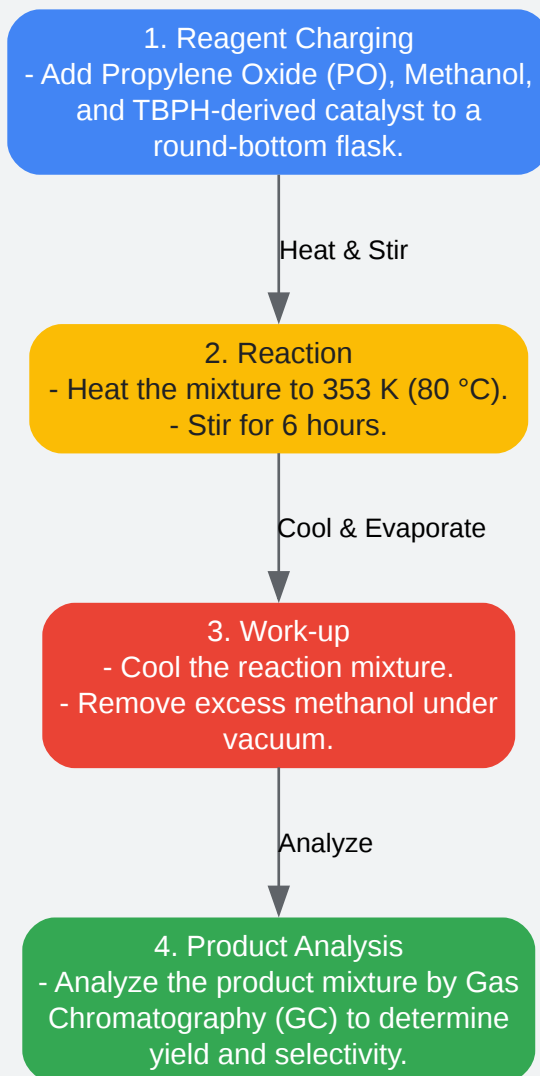 1. Reagent Charging
- Add Propylene Oxide (PO), Methanol,
and TBPH-derived catalyst to a
round-bottom flask.
Heat & Stir
2. Reaction
- Heat the mixture to 353 K (80 °C).
- Stir for 6 hours.
Cool & Evaporate
3. Work-up
- Cool the reaction mixture.
- Remove excess methanol under
vacuum.
Analyze
4. Product Analysis
- Analyze the product mixture by Gas
Chromatography (GC) to determine
yield and selectivity.